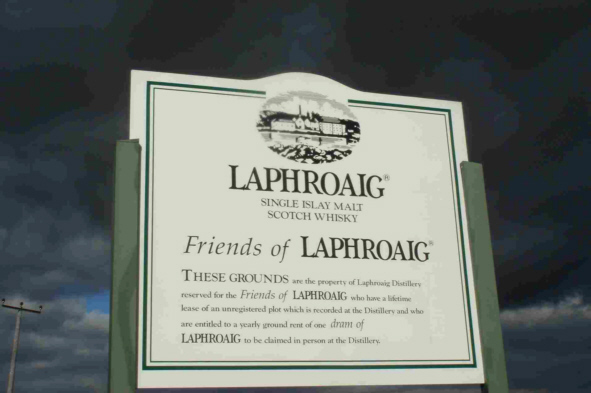 LAPHROAIG®
SINGLE ISLAY MALT
SCOTCH WHISKY
Friends of LAPHROAIG®
THESE GROUNDS are the property of Laphroaig Distillery
reserved for the Friends of LAPHROAIG who have a lifetime
lease of an unregistered plot which is recorded at the Distillery and who
are entitled to a yearly ground rent of one dram of
LAPHROAIG to be claimed in person at the Distillery.